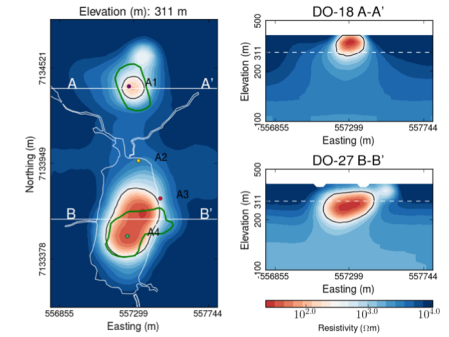 Elevation (m): 311 m
7134521
Northing (m)
7133949
7133378
A
A'
A1
A2
A3
B
B'
A4
556855
557299
557744
Easting (m)
DO-18 A-A'
500
Elevation (m)
311
200
-100
556855
557299
557744
Easting (m)
DO-27 B-B'
500
Elevation (m)
311
200
-100
556855
557299
557744
Easting (m)
10^2.0
10^3.0
10^4.0
Resistivity (Ωm)